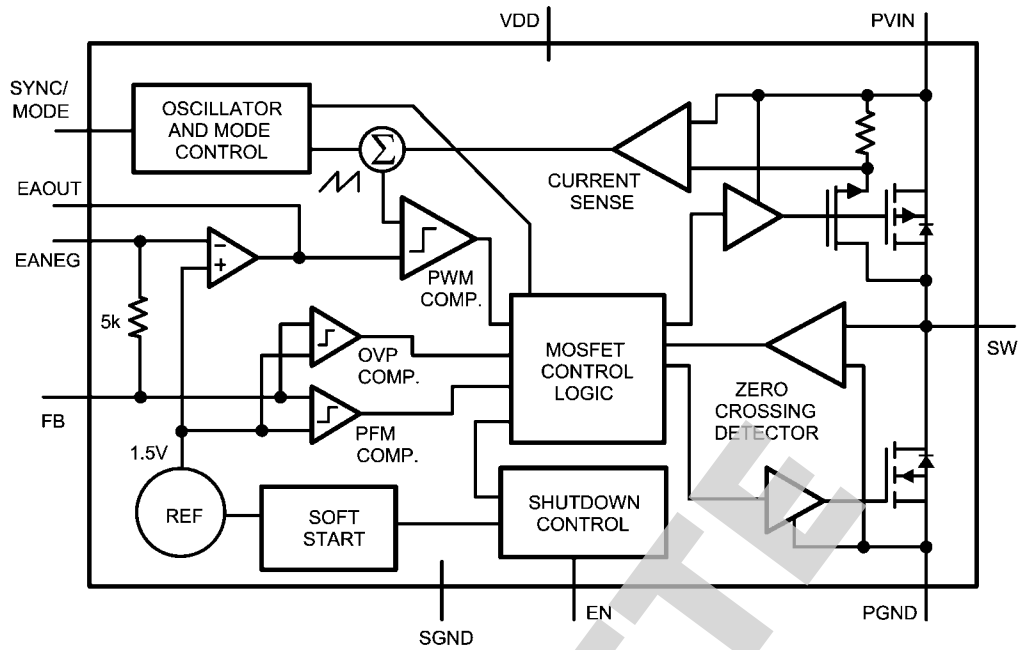 VDD
PVIN
SYNC/
MODE
OSCILLATOR
AND MODE
CONTROL
Σ
CURRENT
SENSE
EAOUT
EANEG
−
+
PWM
COMP.
5k
OVP
COMP.
MOSFET
CONTROL
LOGIC
SW
ZERO
CROSSING
DETECTOR
FB
PFM
COMP.
1.5V
REF
SOFT
START
SHUTDOWN
CONTROL
SGND
EN
PGND
TE